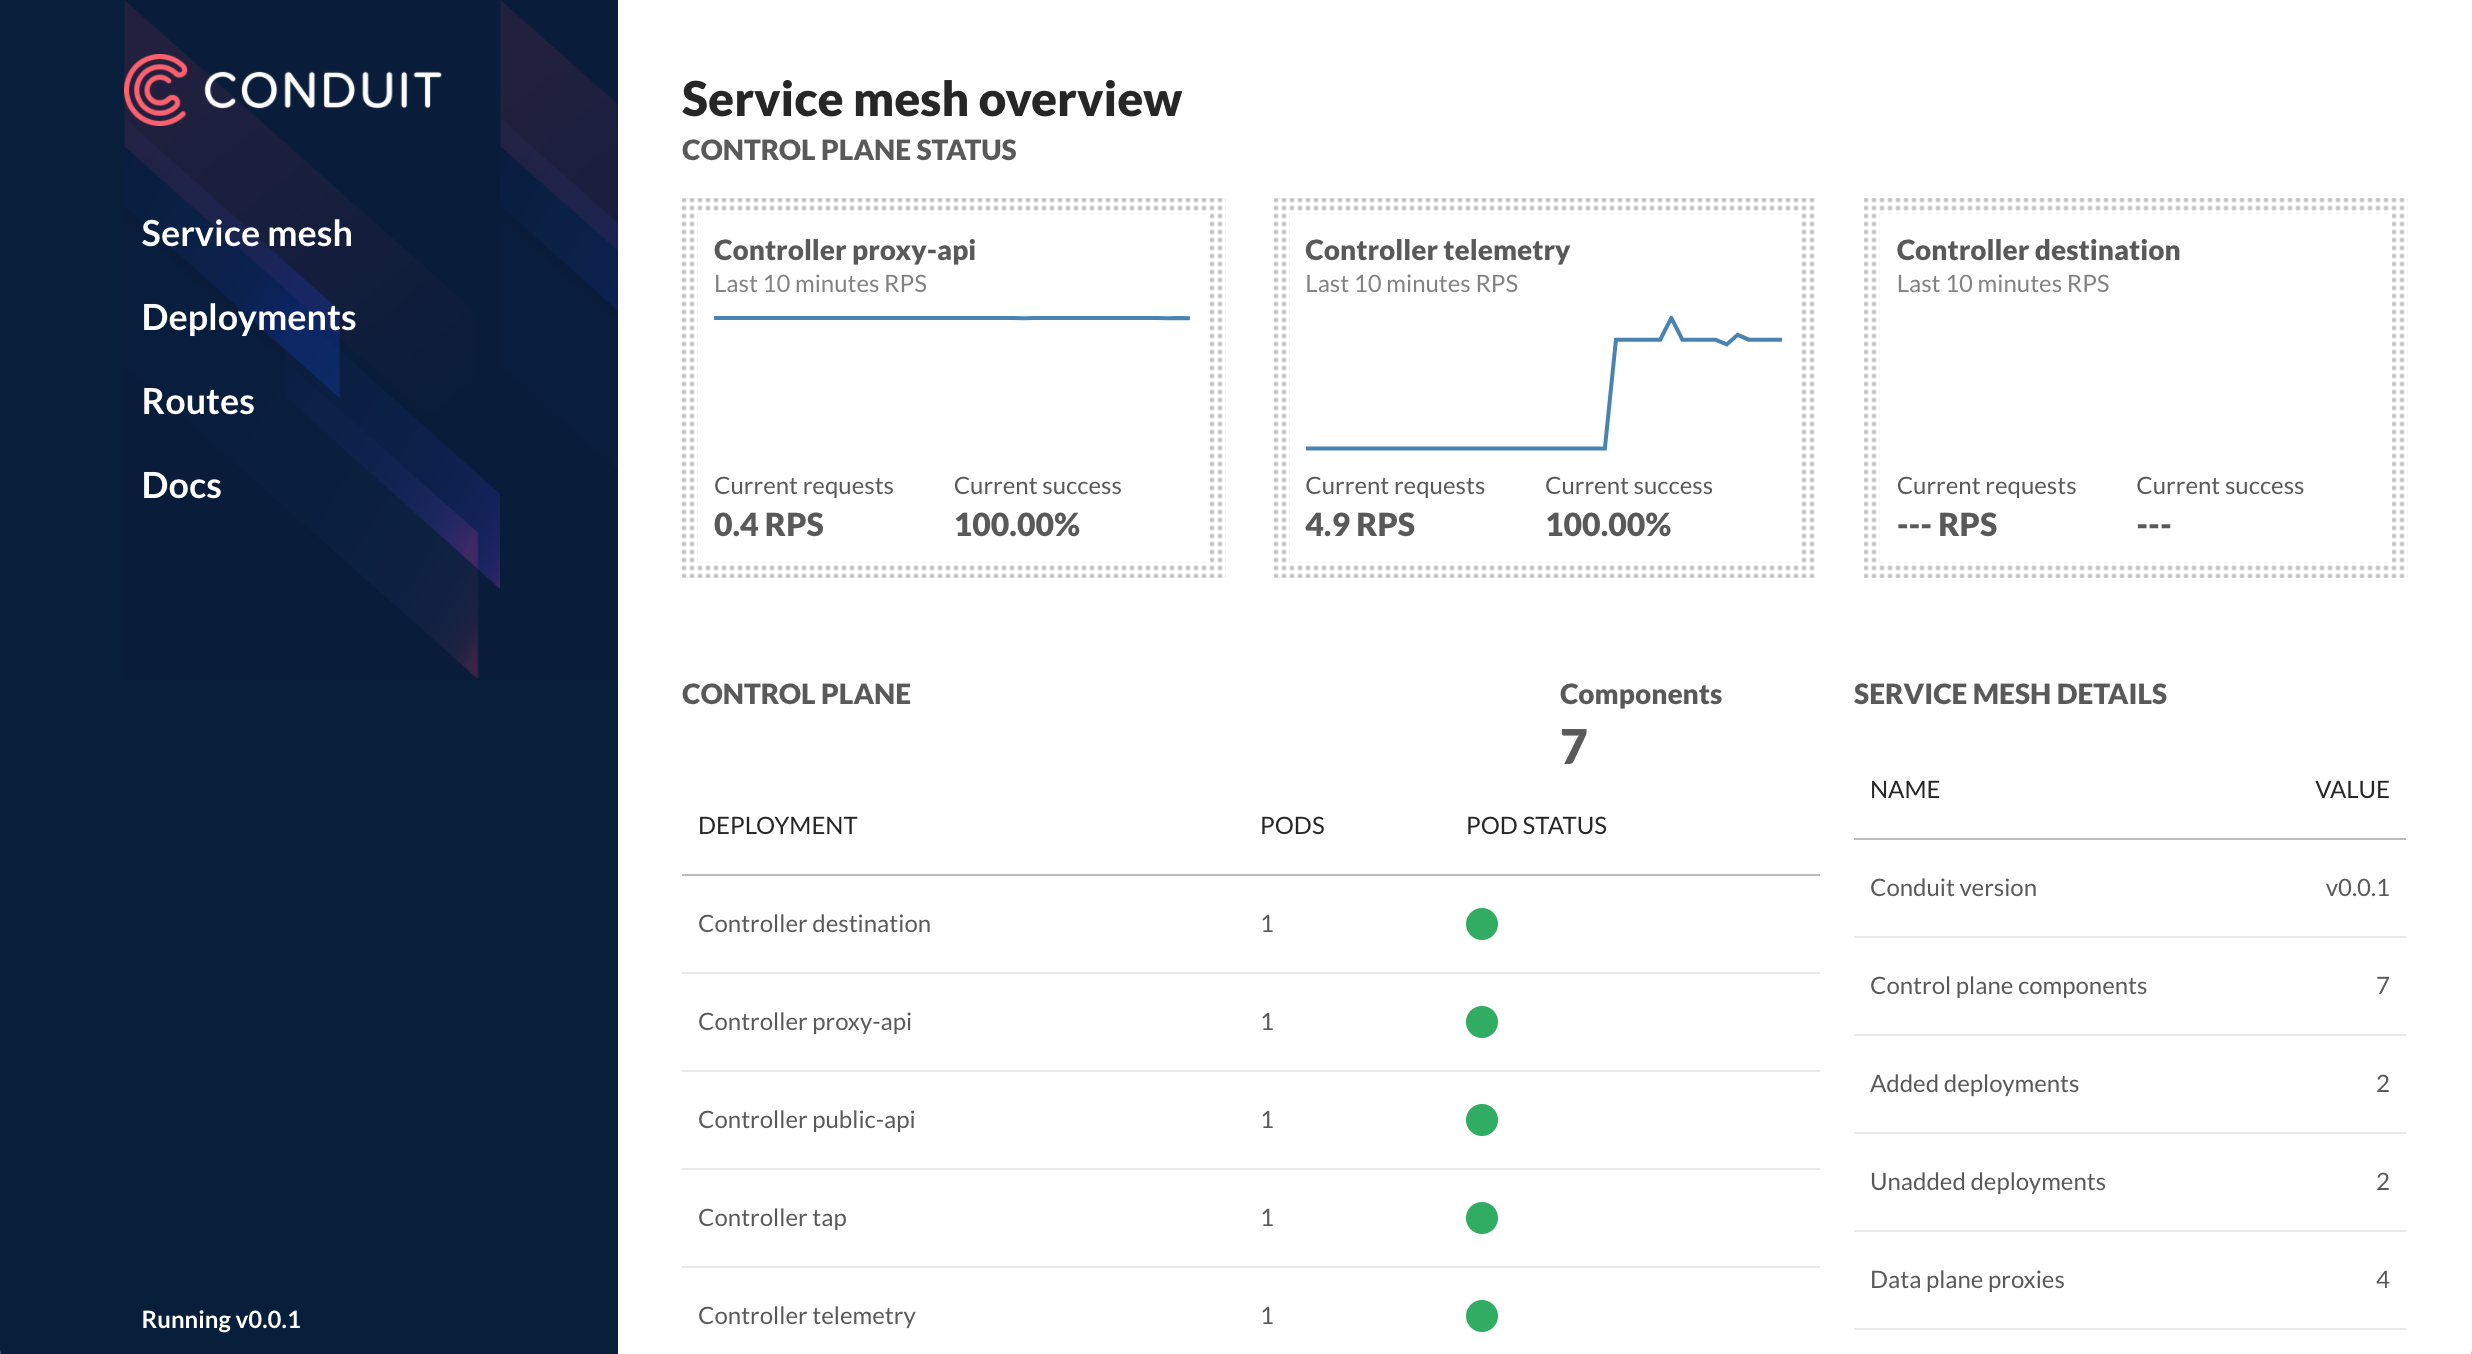 CONDUIT
Service mesh
Deployments
Routes
Docs
Running v0.0.1
Service mesh overview
CONTROL PLANE STATUS
Controller proxy-api
Last 10 minutes RPS
Current requests Current success
0.4 RPS 100.00%
Controller telemetry
Last 10 minutes RPS
Current requests Current success
4.9 RPS 100.00%
Controller destination
Last 10 minutes RPS
Current requests Current success
--- RPS ---
CONTROL PLANE
Components
7
DEPLOYMENT PODS POD STATUS
Controller destination 1
Controller proxy-api 1
Controller public-api 1
Controller tap 1
Controller telemetry 1
SERVICE MESH DETAILS
NAME VALUE
Conduit version v0.0.1
Control plane components 7
Added deployments 2
Unadded deployments 2
Data plane proxies 4